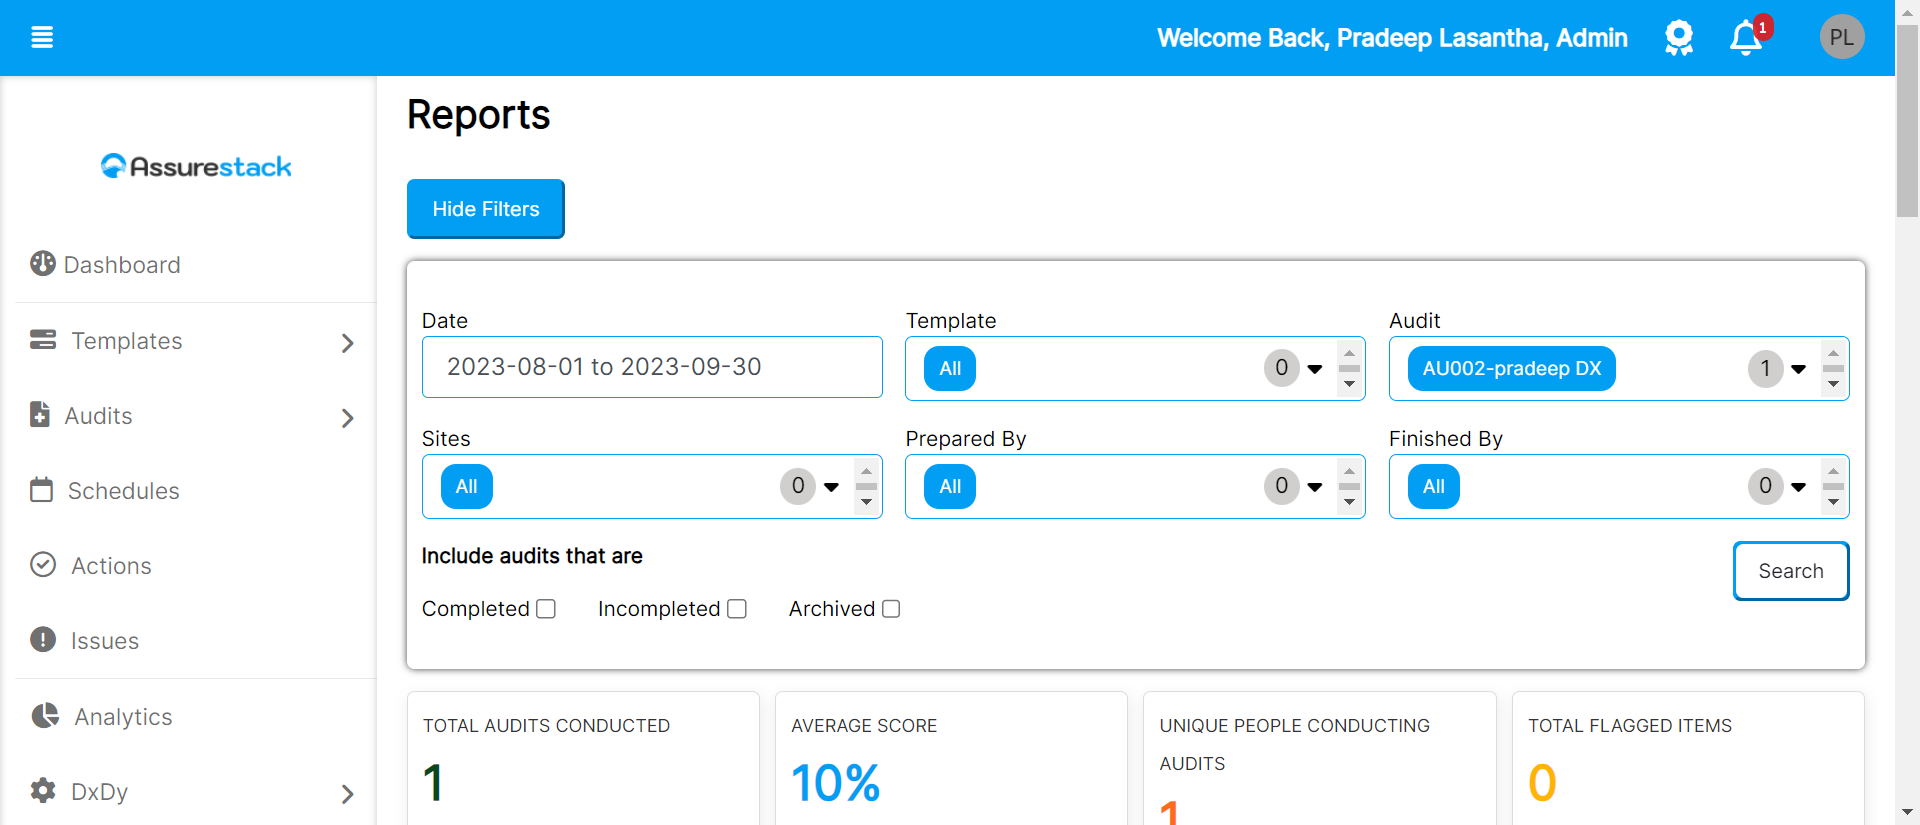 Welcome Back, Pradeep Lasantha, Admin
1
PL
Assurestack
Dashboard
Templates
Audits
Schedules
Actions
Issues
Analytics
DxDy
Reports
Hide Filters
Date
Template
Audit
2023-08-01 to 2023-09-30
All
0
AU002-pradeep DX
1
Sites
Prepared By
Finished By
All
0
All
0
All
0
Include audits that are
Search
Completed
Incompleted
Archived
TOTAL AUDITS CONDUCTED
1
AVERAGE SCORE
10%
UNIQUE PEOPLE CONDUCTING
AUDITS
1
TOTAL FLAGGED ITEMS
0